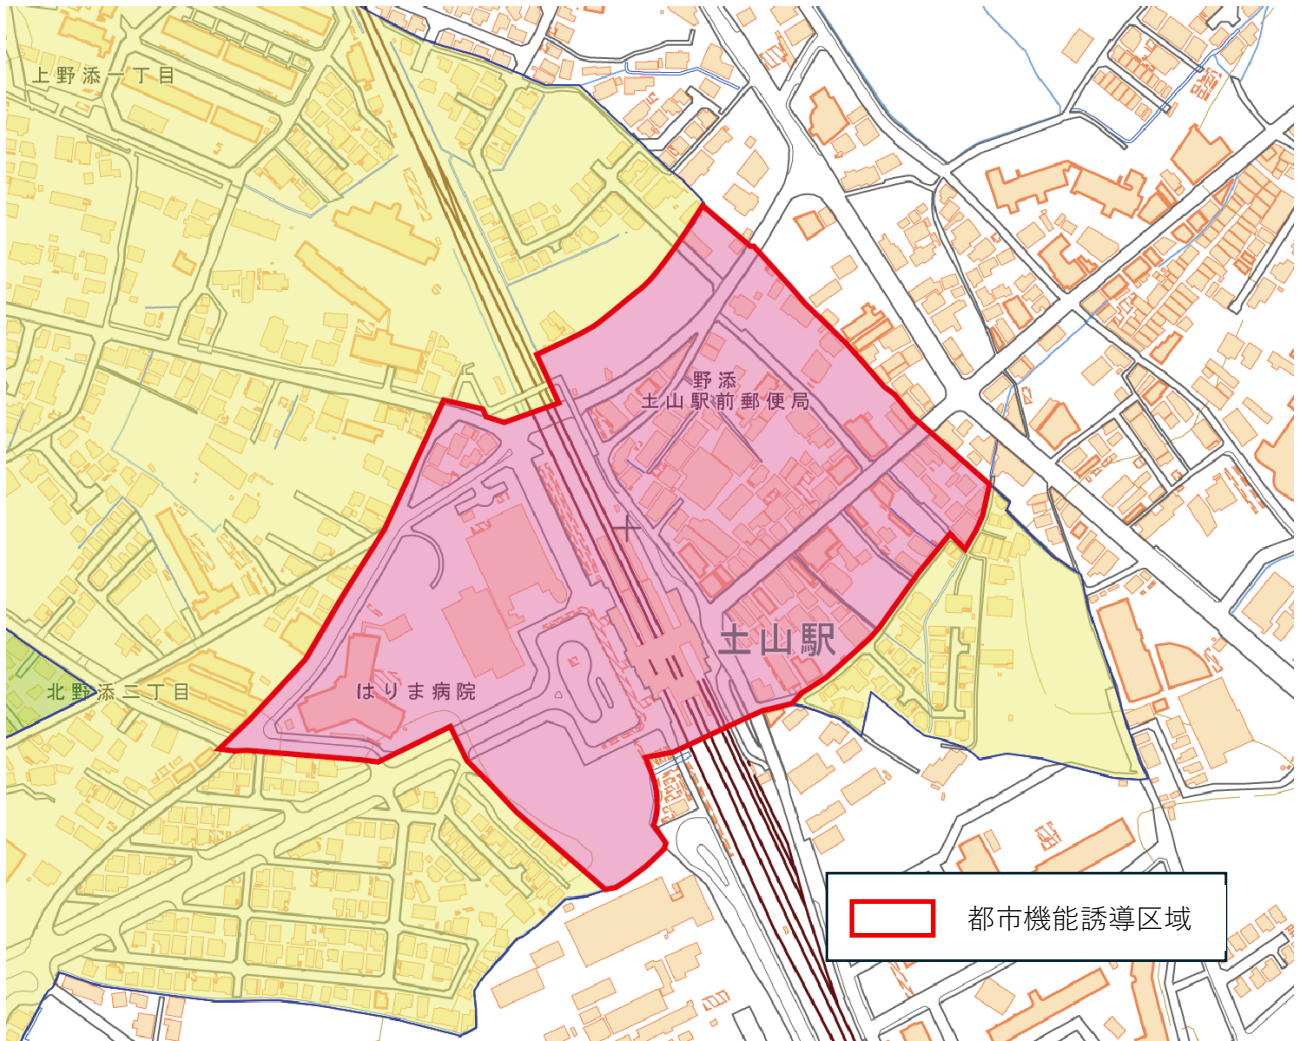 上野添一丁目
野添
土山駅前郵便局
土山駅
はりま病院
北野添二丁目
都市機能誘導区域